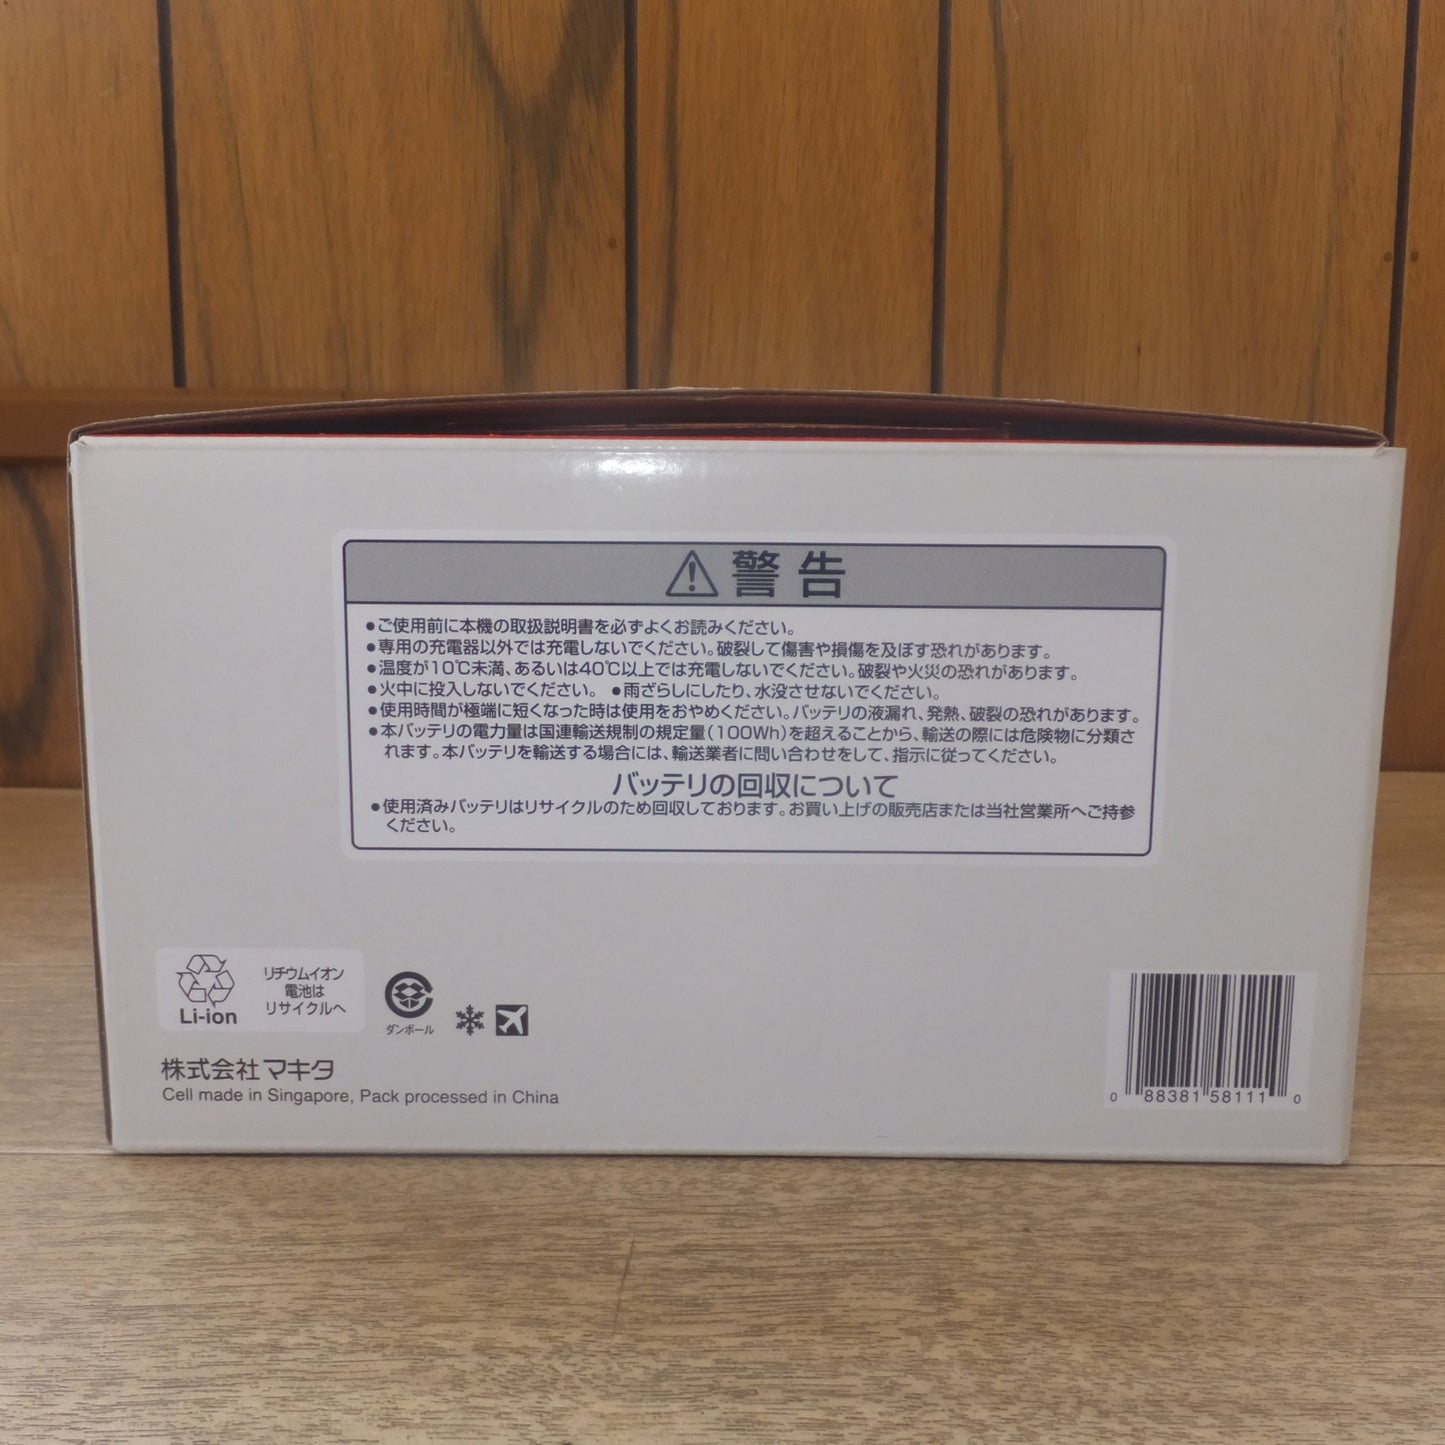 警告
●ご使用前に本機の取扱説明書を必ずよくお読みください。
●専用の充電器以外では充電しないでください。破裂して傷害や損傷を及ぼす恐れがあります。
●温度が10℃未満、あるいは40℃以上では充電しないでください。破裂や火災の恐れがあります。
●火中に投入しないでください。 ●雨ざらしにしたり、水没させないでください。
●使用時間が極端に短くなった時は使用をおやめください。バッテリの液漏れ、発熱、破裂の恐れがあります。
●本バッテリの電力量は国連輸送規制の規定量(100Wh)を超えることから、輸送の際には危険物に分類さ
れます。本バッテリを輸送する場合には、輸送業者に問い合わせをして、指示に従ってください。
バッテリの回収について
●使用済みバッテリはリサイクルのため回収しております。お買い上げの販売店または当社営業所へご持参
ください。
Li-ion
リチウムイオン
電池は
リサイクルへ
ダンボール
株式会社マキタ
Cell made in Singapore, Pack processed in China
0 88381 58111 0